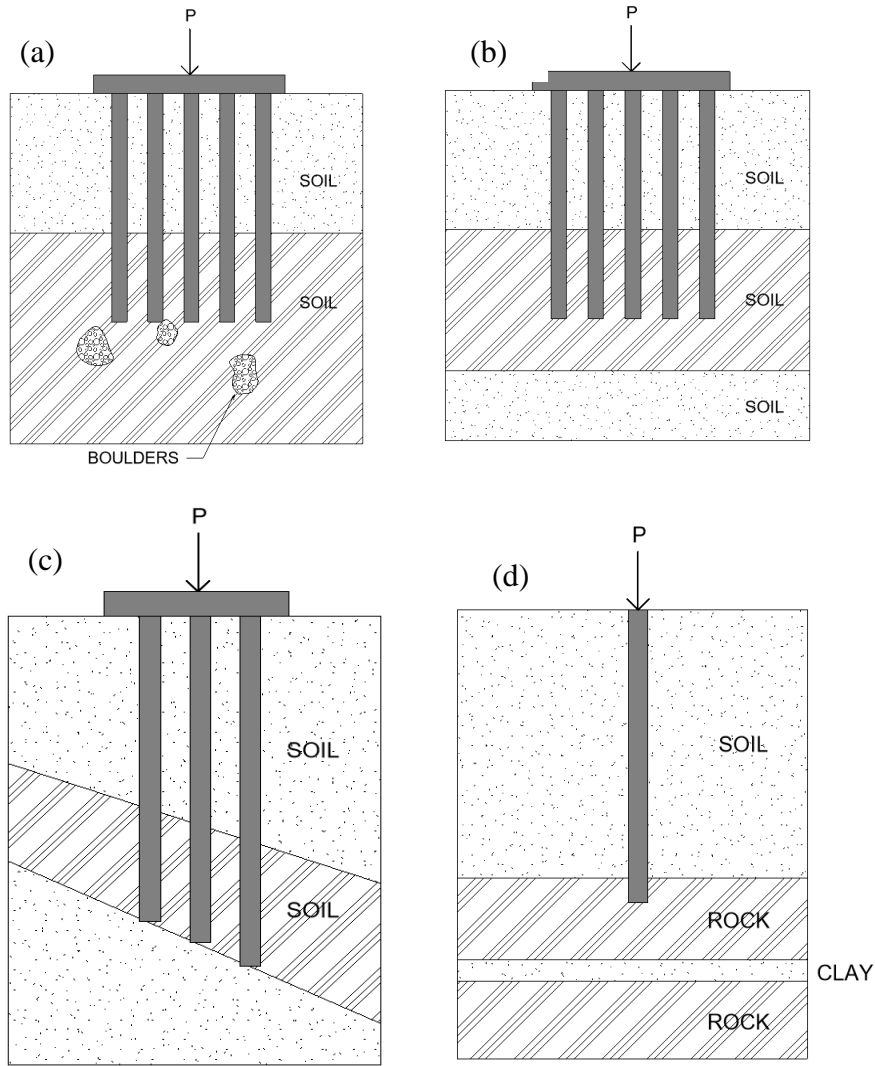 (a)
P
SOIL
SOIL
BOULDERS
(b)
P
SOIL
SOIL
SOIL
(c)
P
SOIL
SOIL
(d)
P
SOIL
ROCK
CLAY
ROCK